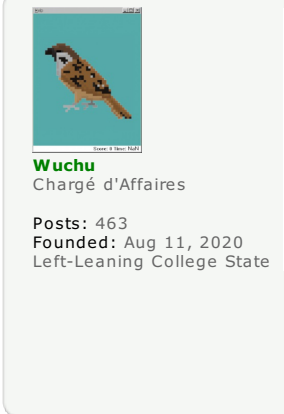 Wuchu
Chargé d'Affaires
Posts: 463
Founded: Aug 11, 2020
Left-Leaning College State